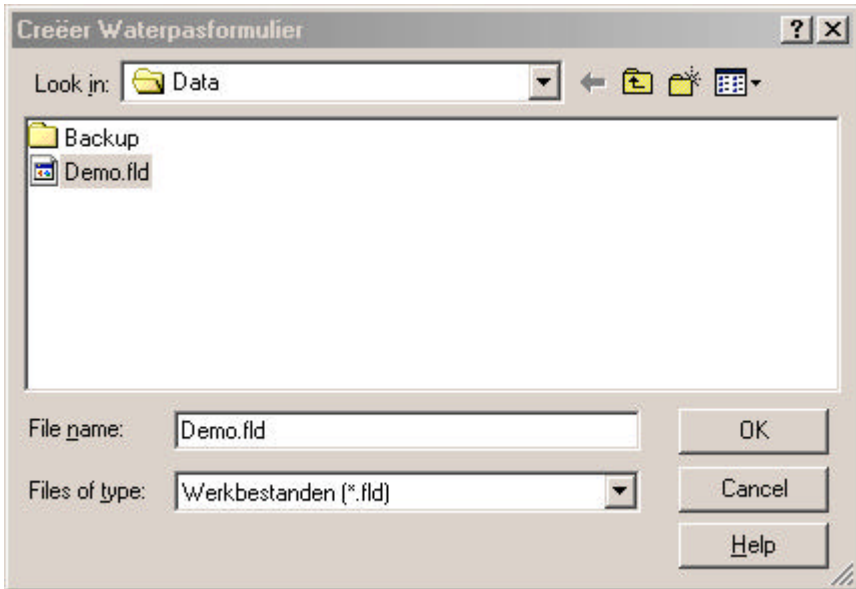 Creëer Waterpasformulier
Look in: Data
Backup
Demo.fld
File name: Demo.fld OK
Files of type: Werkbestanden (*.fld) Cancel
Help